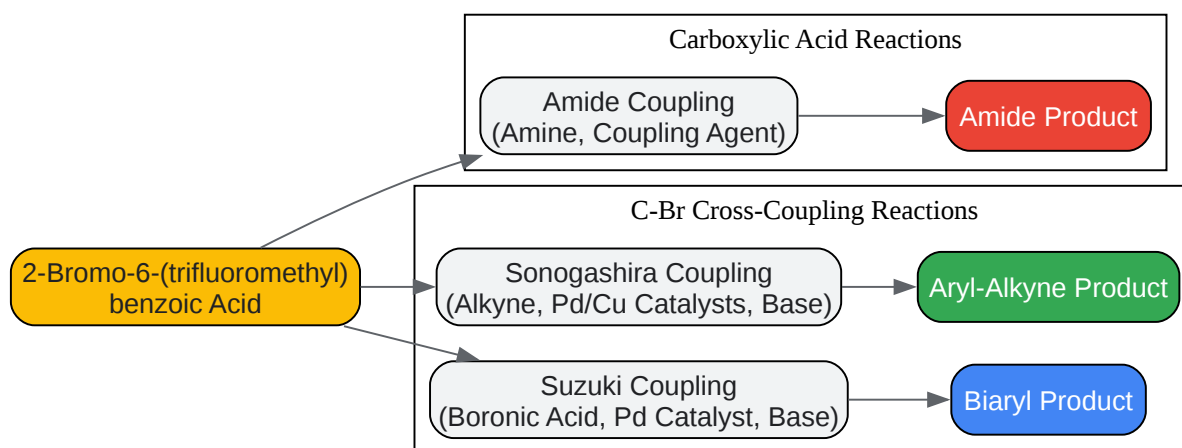 Carboxylic Acid Reactions
Amide Coupling
(Amine, Coupling Agent)
Amide Product
C-Br Cross-Coupling Reactions
2-Bromo-6-(trifluoromethyl)
benzoic Acid
Sonogashira Coupling
(Alkyne, Pd/Cu Catalysts, Base)
Aryl-Alkyne Product
Suzuki Coupling
(Boronic Acid, Pd Catalyst, Base)
Biaryl Product